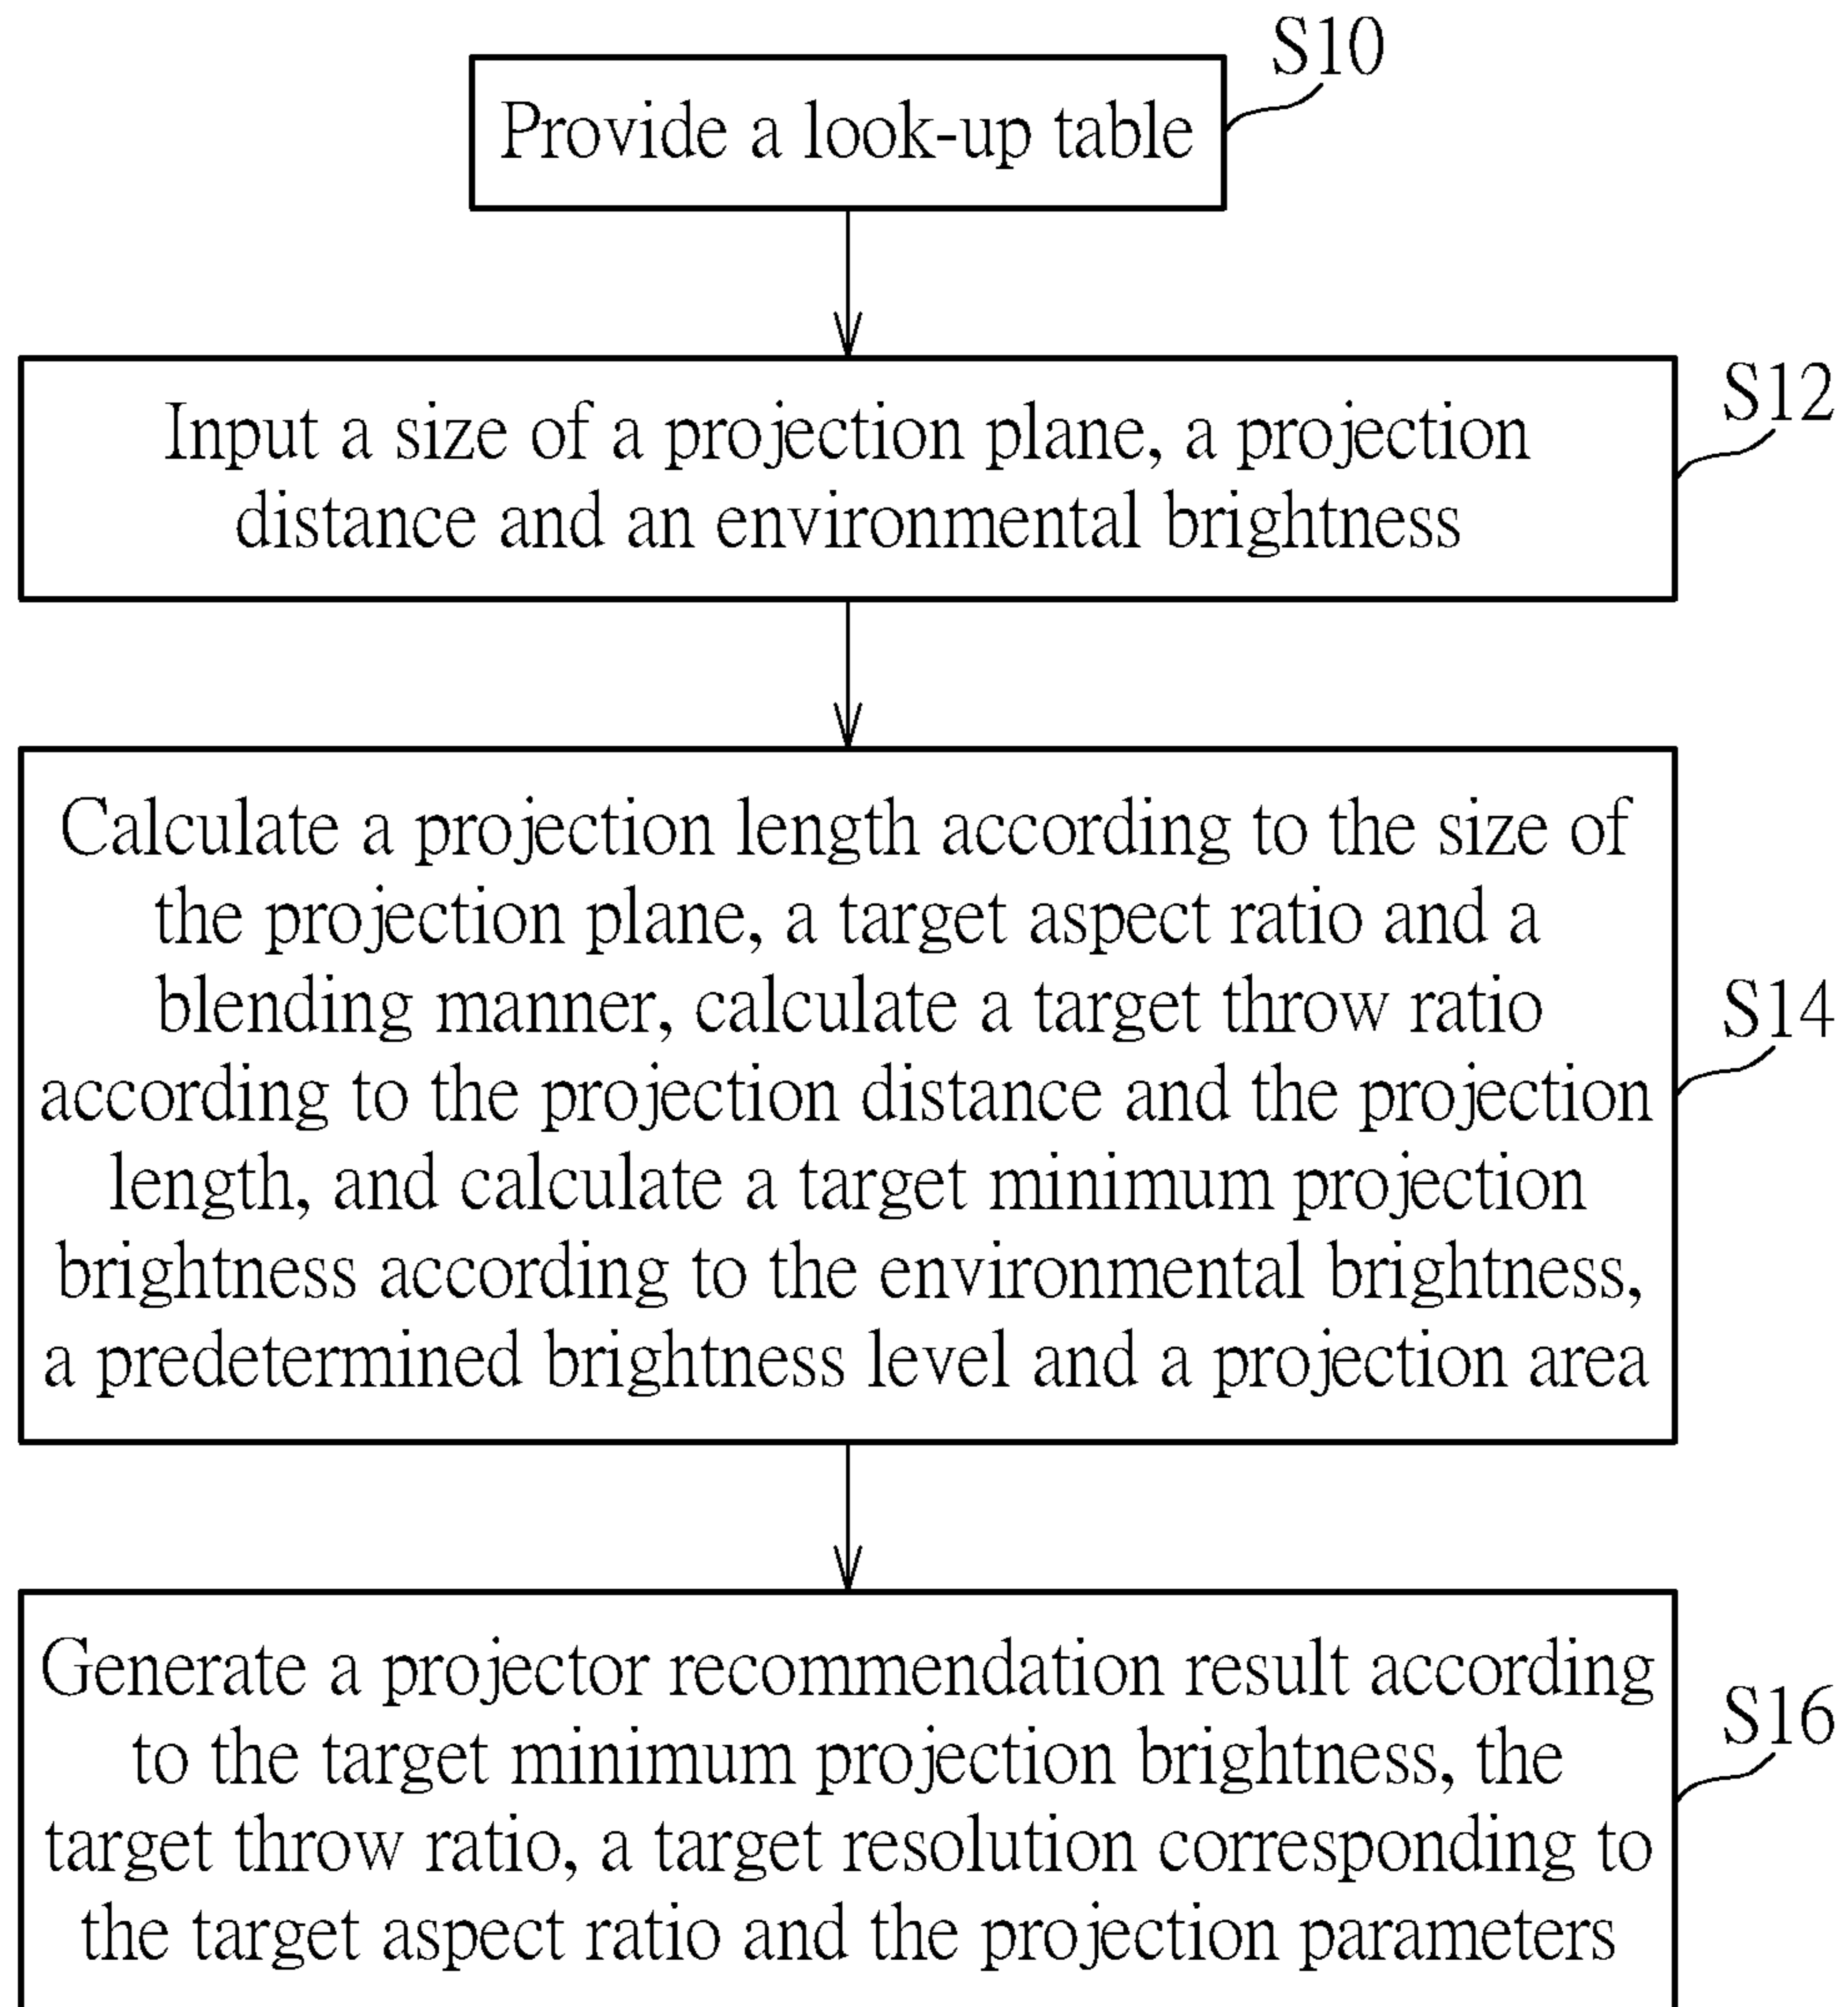 S10
Provide a look-up table
S12
Input a size of a projection plane, a projection
distance and an environmental brightness
Calculate a projection length according to the size of
the projection plane, a target aspect ratio and a
blending manner, calculate a target throw ratio
S14
according to the projection distance and the projection
length, and calculate a target minimum projection
brightness according to the environmental brightness,
a predetermined brightness level and a projection area
Generate a projector recommendation result according
S16
to the target minimum projection brightness, the
target throw ratio, a target resolution corresponding to
the target aspect ratio and the projection parameters